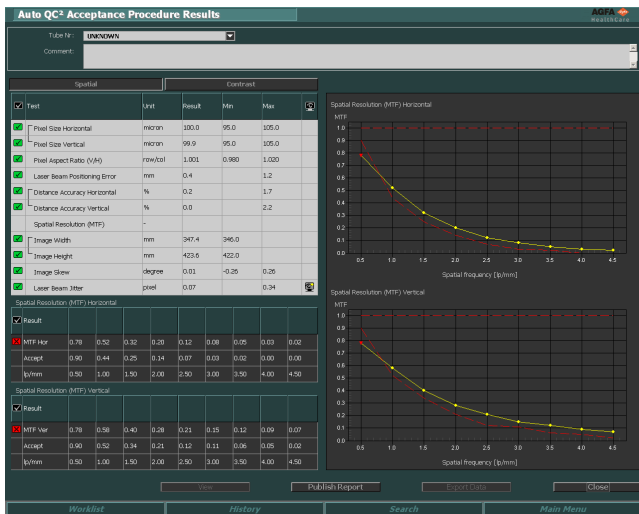 Auto QC² Acceptance Procedure Results
AGFA
HealthCare
Tube Nr: UNKNOWN
Comment:
Spatial Contrast
Test Unit Result Min Max
Pixel Size Horizontal micron 100.0 95.0 105.0
Pixel Size Vertical micron 99.9 95.0 105.0
Pixel Aspect Ratio (V/H) row/col 1.001 0.980 1.020
Laser Beam Positioning Error mm 0.4 1.2
Distance Accuracy Horizontal % 0.2 1.7
Distance Accuracy Vertical % 0.0 2.2
Spatial Resolution (MTF) -
Image Width mm 347.4 346.0
Image Height mm 423.6 422.0
Image Skew degree 0.01 -0.26 0.26
Laser Beam Jitter pixel 0.07 0.34
Spatial Resolution (MTF) Horizontal
Result
MTF Hor 0.78 0.52 0.32 0.20 0.12 0.08 0.05 0.03 0.02
Accept 0.90 0.44 0.25 0.14 0.07 0.03 0.02 0.00 0.00
lp/mm 0.50 1.00 1.50 2.00 2.50 3.00 3.50 4.00 4.50
Spatial Resolution (MTF) Vertical
Result
MTF Ver 0.78 0.58 0.40 0.28 0.21 0.15 0.12 0.09 0.07
Accept 0.90 0.52 0.34 0.21 0.12 0.11 0.06 0.05 0.02
lp/mm 0.50 1.00 1.50 2.00 2.50 3.00 3.50 4.00 4.50
Spatial Resolution (MTF) Horizontal
MTF
1.0
0.9
0.8
0.7
0.6
0.5
0.4
0.3
0.2
0.1
0.0
0.5 1.0 1.5 2.0 2.5 3.0 3.5 4.0 4.5
Spatial frequency [lp/mm]
Spatial Resolution (MTF) Vertical
MTF
1.0
0.9
0.8
0.7
0.6
0.5
0.4
0.3
0.2
0.1
0.0
0.5 1.0 1.5 2.0 2.5 3.0 3.5 4.0 4.5
Spatial frequency [lp/mm]
View Publish Report Export Data Close
Worklist History Search Main Menu